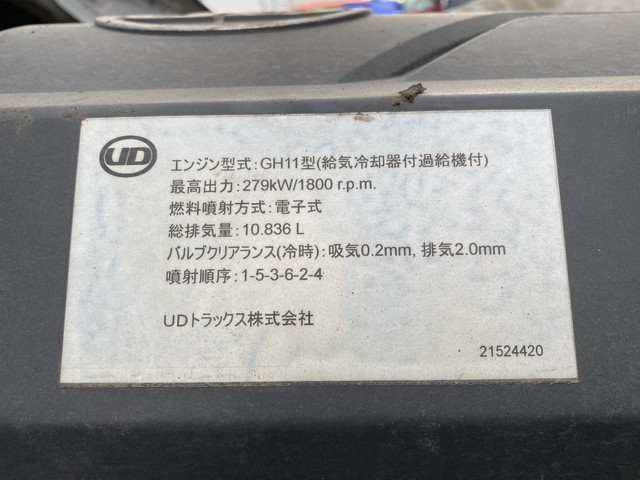 UD
エンジン型式:GH11型(給気冷却器付過給機付)
最高出力:279kW/1800 r.p.m.
燃料噴射方式:電子式
総排気量:10.836 L
バルブクリアランス(冷時):吸気0.2mm, 排気2.0mm
噴射順序:1-5-3-6-2-4
UDトラックス株式会社
21524420